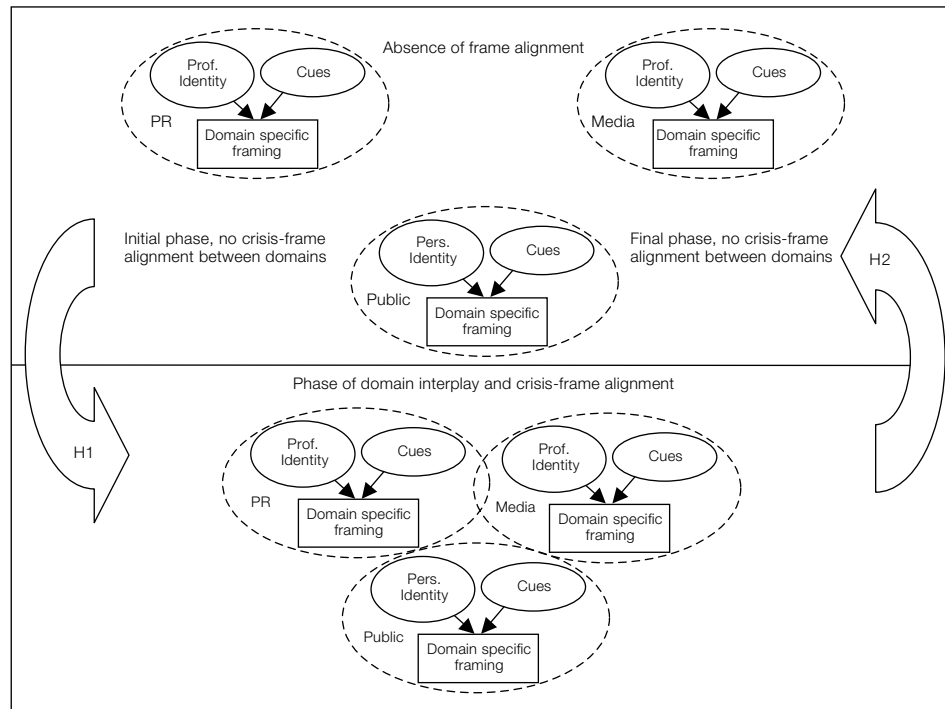 Absence of frame alignment
Prof.
Identity
Cues
PR
Domain specific
framing
Prof.
Identity
Cues
Media
Domain specific
framing
Initial phase, no crisis-frame
alignment between domains
Pers.
Identity
Cues
Public
Domain specific
framing
Final phase, no crisis-frame
alignment between domains
H2
Phase of domain interplay and crisis-frame alignment
H1
Prof.
Identity
Cues
PR
Domain specific
framing
Prof.
Identity
Cues
Media
Domain specific
framing
Pers.
Identity
Cues
Public
Domain specific
framing